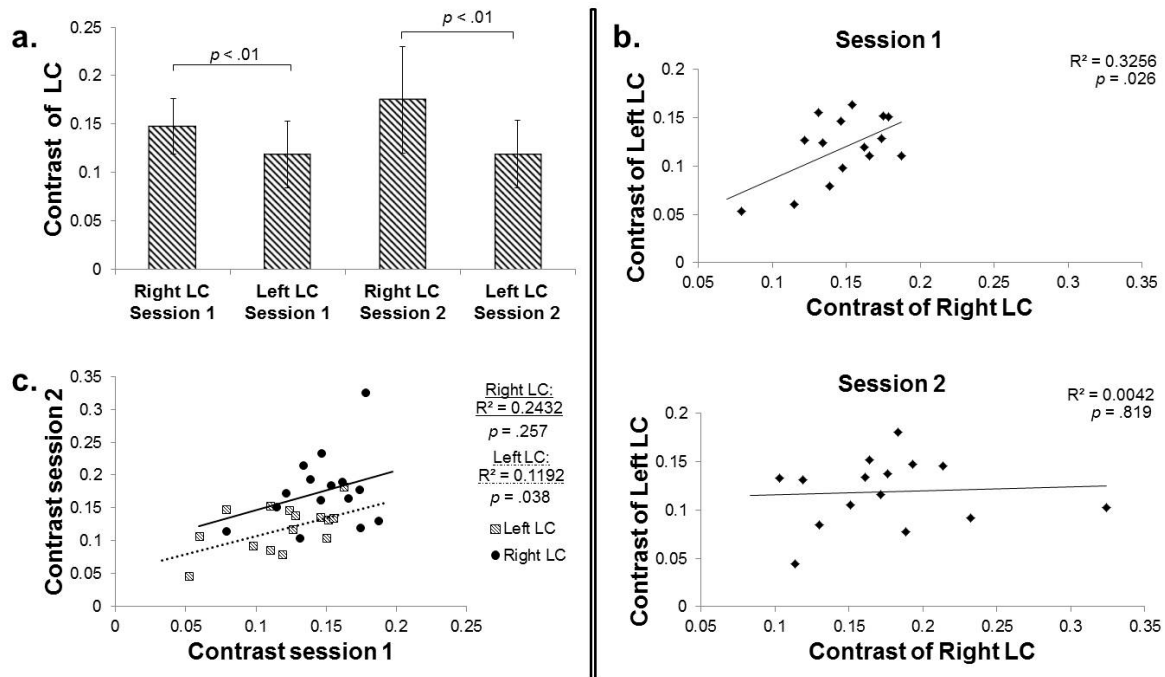 a.
Contrast of LC
0.25
0.2
0.15
0.1
0.05
0
p < .01
p < .01
Right LC
Session 1
Left LC
Session 1
Right LC
Session 2
Left LC
Session 2
b.
Session 1
R² = 0.3256
p = .026
Contrast of Left LC
0.2
0.15
0.1
0.05
0
0.05 0.1 0.15 0.2 0.25 0.3 0.35
Contrast of Right LC
Session 2
R² = 0.0042
p = .819
Contrast of Left LC
0.2
0.15
0.1
0.05
0
0.05 0.1 0.15 0.2 0.25 0.3 0.35
Contrast of Right LC
c.
Contrast session 2
0.35
0.3
0.25
0.2
0.15
0.1
0.05
0
0 0.05 0.1 0.15 0.2 0.25
Contrast session 1
Right LC:
R² = 0.2432
p = .257
Left LC:
R² = 0.1192
p = .038
Left LC
Right LC